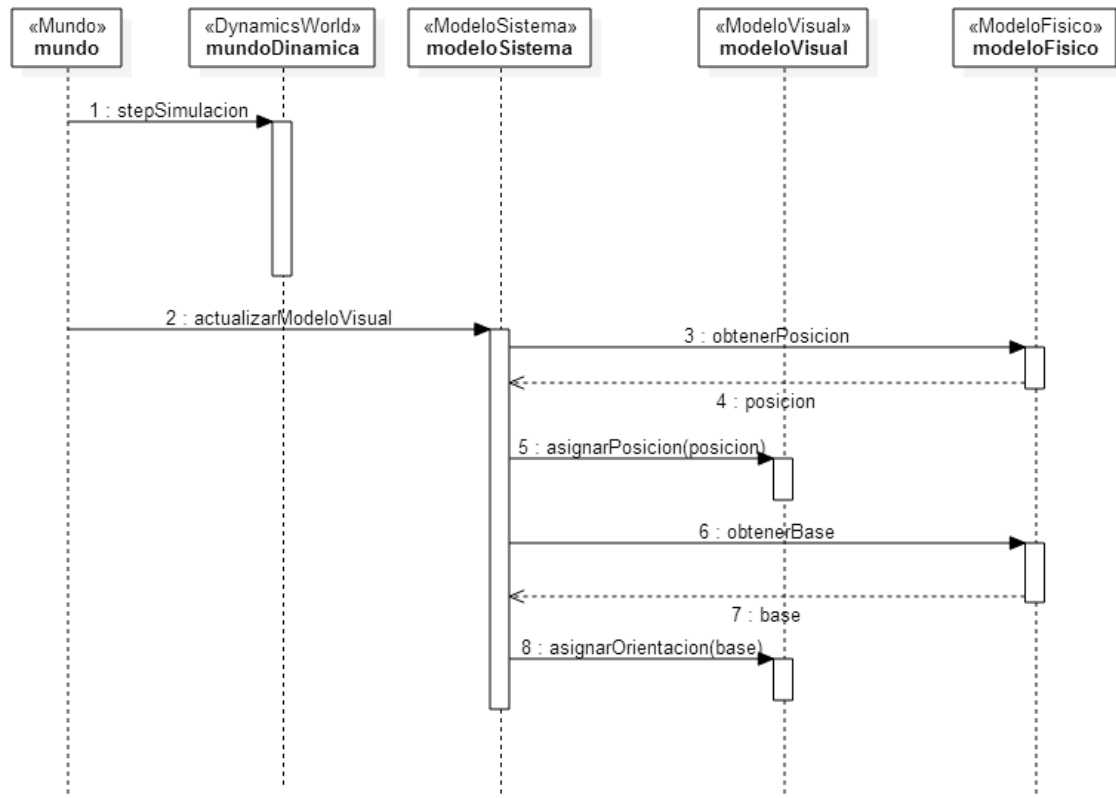 «Mundo»
mundo
«DynamicsWorld»
mundoDinamica
«ModeloSistema»
modeloSistema
«ModeloVisual»
modeloVisual
«ModeloFisico»
modeloFisico
1 : stepSimulacion
2 : actualizarModeloVisual
3 : obtenerPosicion
4 : posicion
5 : asignarPosicion(posicion)
6 : obtenerBase
7 : base
8 : asignarOrientacion(base)